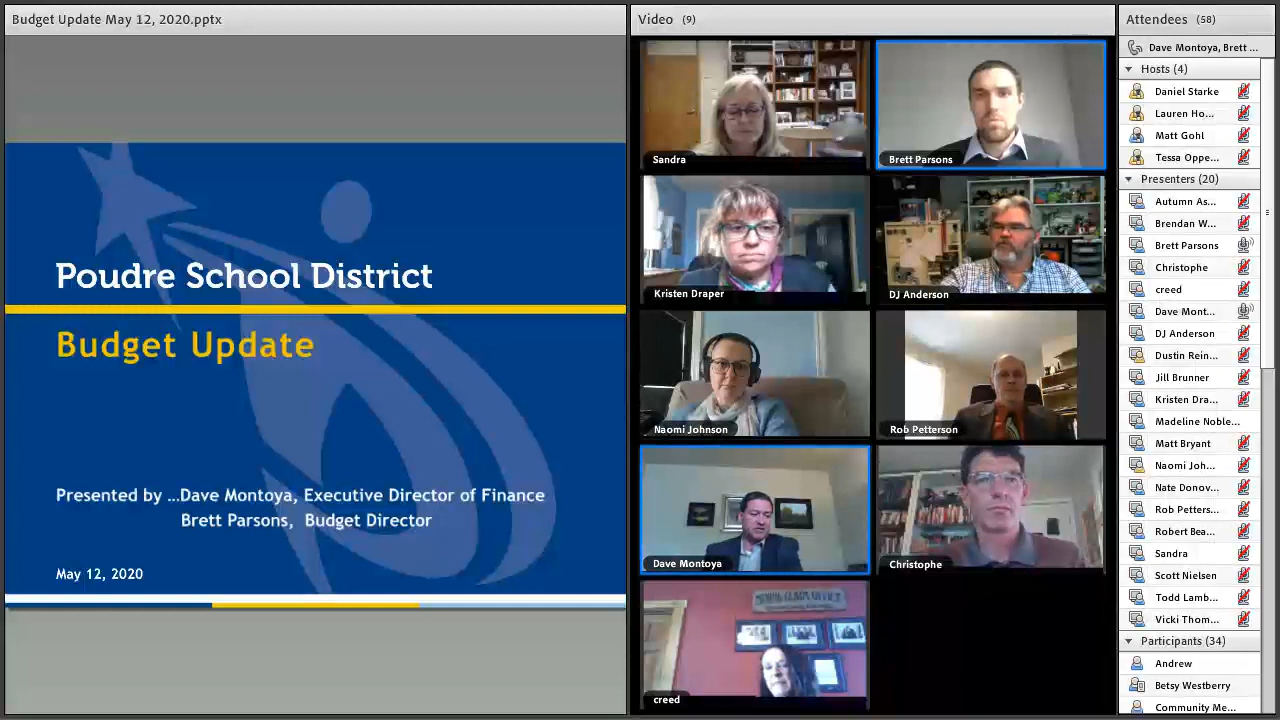 Budget Update May 12, 2020.pptx
Poudre School District
Budget Update
Presented by ...Dave Montoya, Executive Director of Finance
Brett Parsons, Budget Director
May 12, 2020
Video (9)
Sandra
Brett Parsons
Kristen Draper
DJ Anderson
Naomi Johnson
Rob Petterson
Dave Montoya
Christophe
creed
Attendees (58)
Dave Montoya, Brett ...
Hosts (4)
Daniel Starke
Lauren Ho...
Matt Gohl
Tessa Oppe...
Presenters (20)
Autumn As...
Brendan W...
Brett Parsons
Christophe
creed
Dave Mont...
DJ Anderson
Dustin Rein...
Jill Brunner
Kristen Dra...
Madeline Noble...
Matt Bryant
Naomi Joh...
Nate Donov...
Rob Petters...
Robert Bea...
Sandra
Scott Nielsen
Todd Lamb...
Vicki Thom...
Participants (34)
Andrew
Betsy Westberry
Community Me...